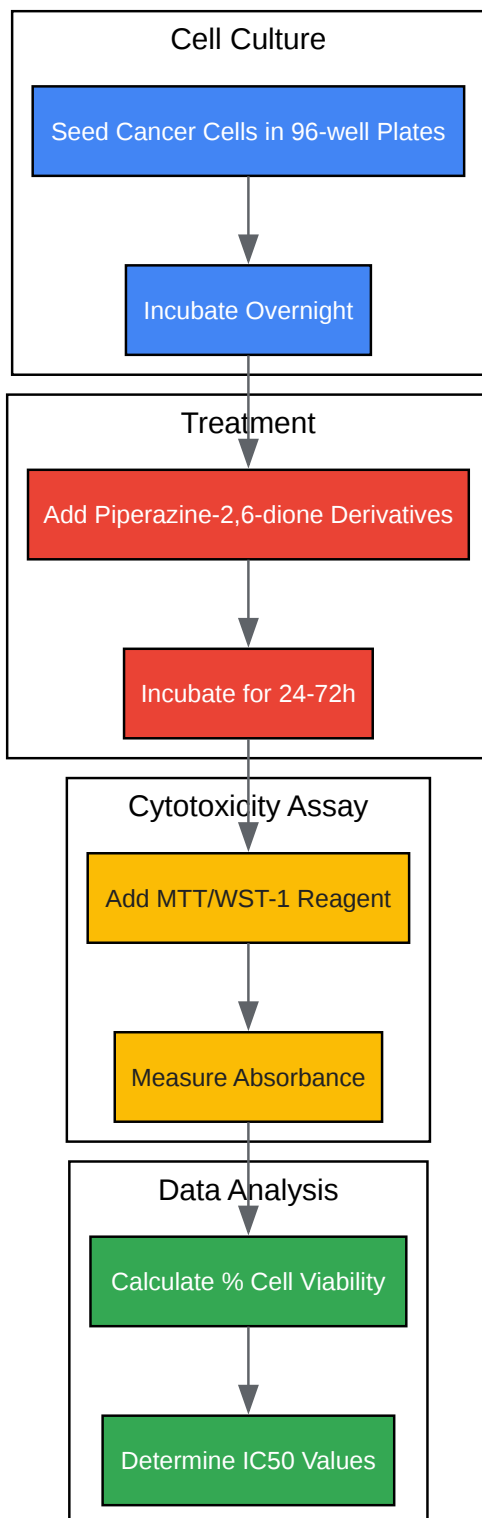 Cell Culture
Seed Cancer Cells in 96-well Plates
Incubate Overnight
Treatment
Add Piperazine-2,6-dione Derivatives
Incubate for 24-72h
Cytotoxicity Assay
Add MTT/WST-1 Reagent
Measure Absorbance
Data Analysis
Calculate % Cell Viability
Determine IC50 Values